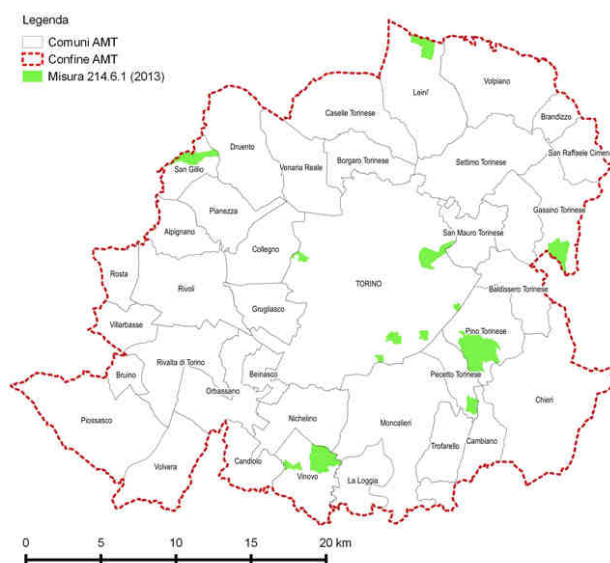 Legenda
Comuni AMT
Confine AMT
Misura 214.6.1 (2013)
Leini'
Volpiano
Caselle Torinese
Brandizzo
Druento
San Raffaele Cimena
Venaria Reale
Borgaro Torinese
Settimo Torinese
San Gillio
Pianezza
Gassino Torinese
Alpignano
San Mauro Torinese
Collegno
Rosta
Rivoli
TORINO
Baldissero Torinese
Grugliasco
Villarbasse
Pino Torinese
Rivalta di Torino
Beinasco
Bruino
Pecetto Torinese
Orbassano
Chieri
Piossasco
Nichelino
Moncalieri
Trofarello
Cambiano
Volvera
Candiolo
Vinovo
La Loggia
0 5 10 15 20 km